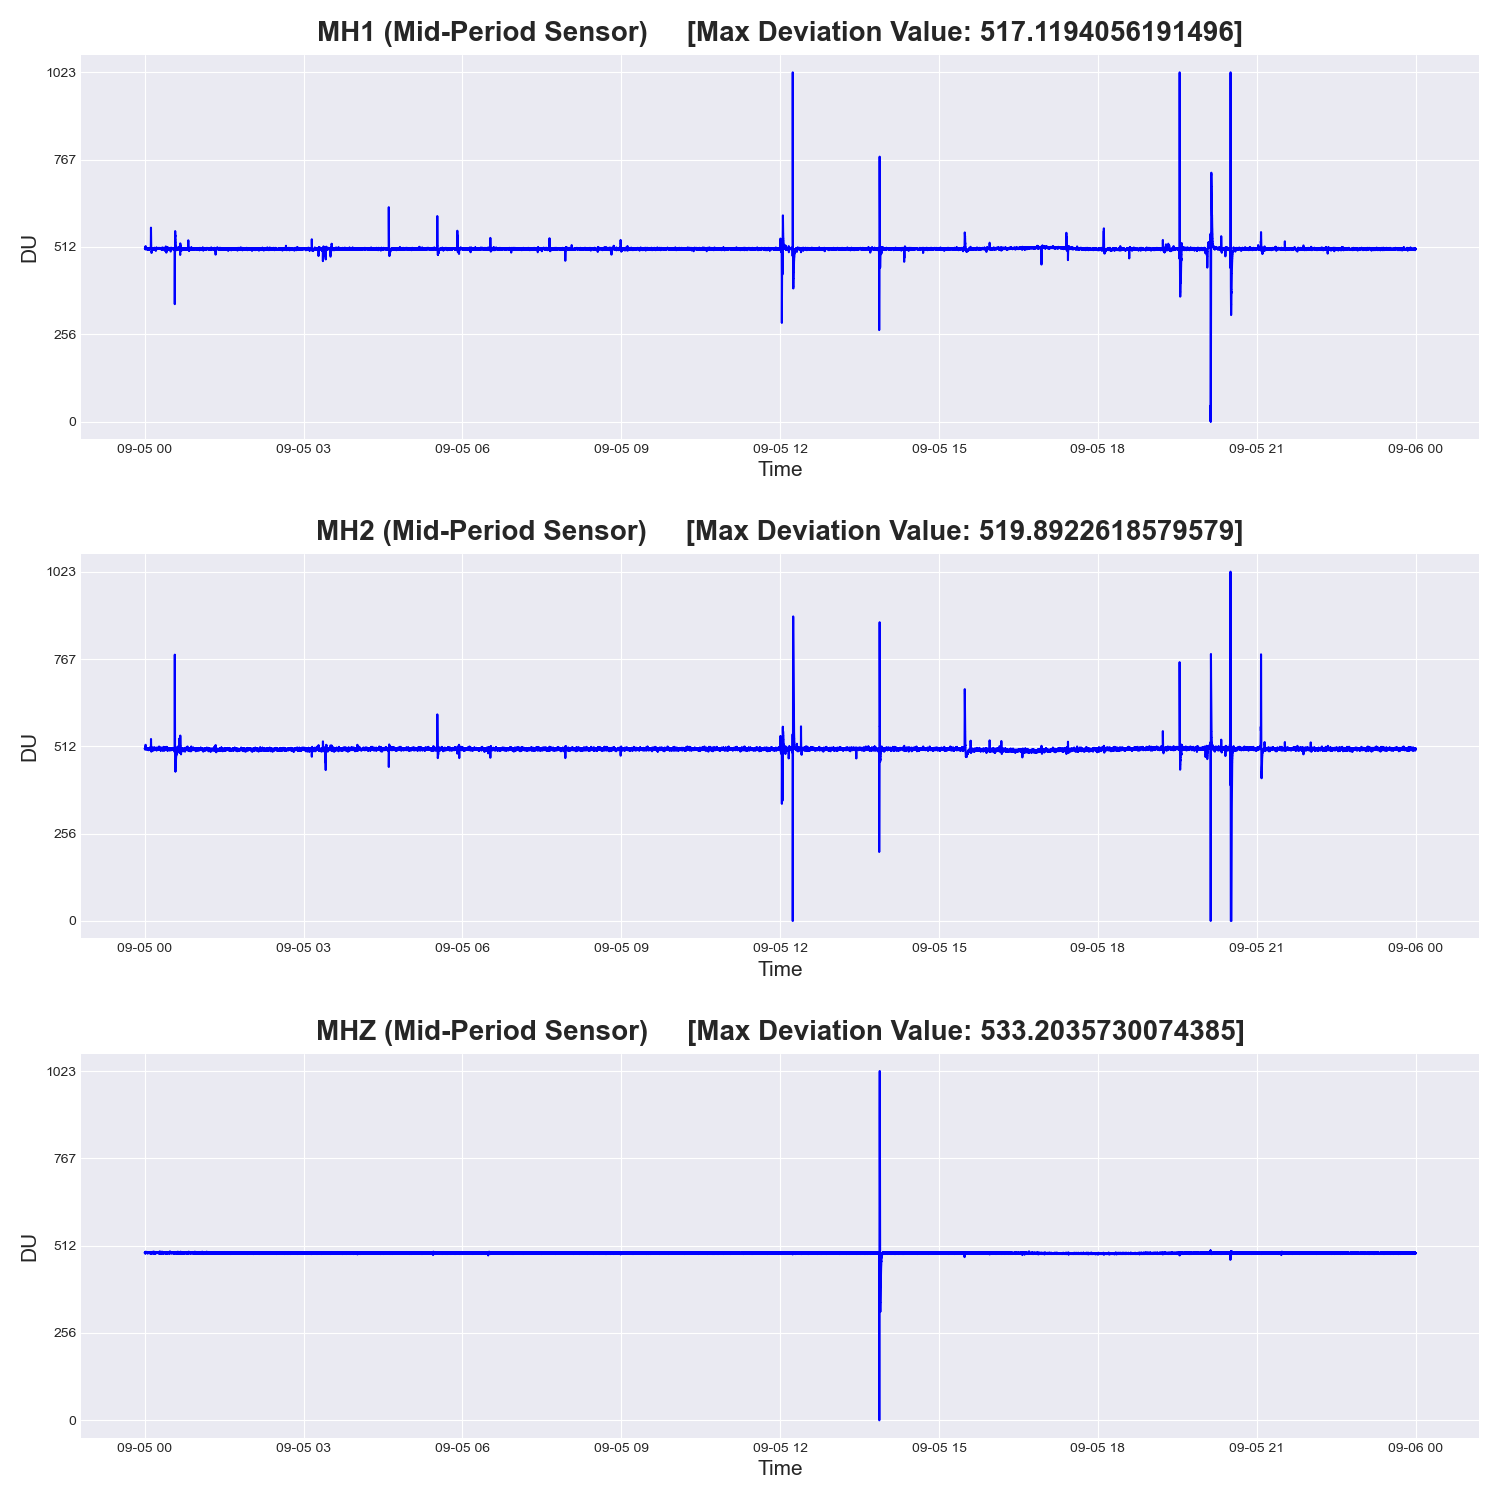 MH1 (Mid-Period Sensor) [Max Deviation Value: 517.1194056191496]
1023
767
512
256
0
DU
09-05 00 09-05 03 09-05 06 09-05 09 09-05 12 09-05 15 09-05 18 09-05 21 09-06 00
Time
MH2 (Mid-Period Sensor) [Max Deviation Value: 519.8922618579579]
1023
767
512
256
0
DU
09-05 00 09-05 03 09-05 06 09-05 09 09-05 12 09-05 15 09-05 18 09-05 21 09-06 00
Time
MHZ (Mid-Period Sensor) [Max Deviation Value: 533.2035730074385]
1023
767
512
256
0
DU
09-05 00 09-05 03 09-05 06 09-05 09 09-05 12 09-05 15 09-05 18 09-05 21 09-06 00
Time